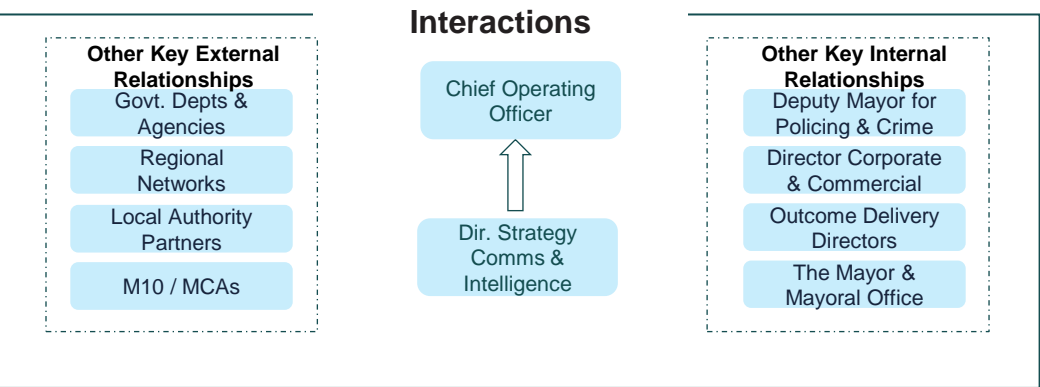 Interactions
Other Key External
Relationships
Govt. Depts &
Agencies
Regional
Networks
Local Authority
Partners
M10 / MCAs
Chief Operating
Officer
Dir. Strategy
Comms &
Intelligence
Other Key Internal
Relationships
Deputy Mayor for
Policing & Crime
Director Corporate
& Commercial
Outcome Delivery
Directors
The Mayor &
Mayoral Office